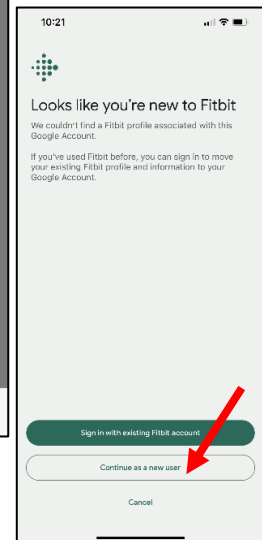 10:21
Looks like you're new to Fitbit
We couldn't find a Fitbit profile associated with this
Google Account.
If you've used Fitbit before, you can sign in to move
your existing Fitbit profile and information to your
Google Account.
Sign in with existing Fitbit account
Continue as a new user
Cancel